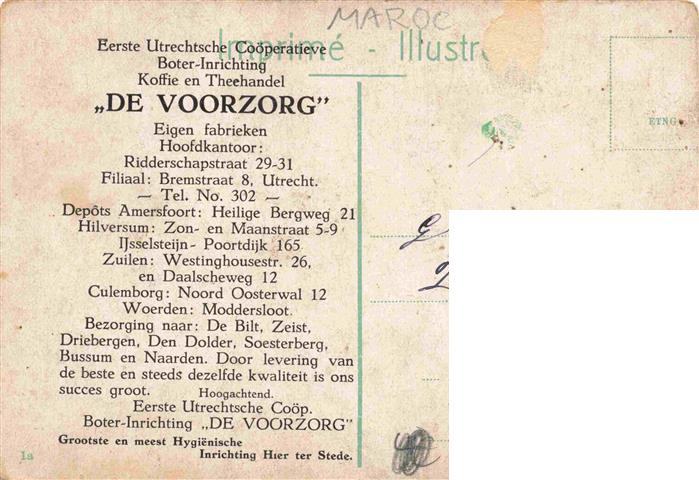 MAROC
Imprimé - Illustr
Eerste Utrechtsche Coöperatieve
Boter-Inrichting
Koffie en Theehandel
„DE VOORZORG”
Eigen fabrieken
Hoofdkantoor:
Ridderschapstraat 29-31
Filiaal: Bremstraat 8, Utrecht.
— Tel. No. 302 —
Depôts Amersfoort: Heilige Bergweg 21
Hilversum: Zon- en Maanstraat 5-9
IJsselsteijn - Poortdijk 165
Zuilen: Westinghousestr. 26,
en Daalscheweg 12
Culemborg: Noord Oosterwal 12
Woerden: Moddersloot.
Bezorging naar: De Bilt, Zeist,
Driebergen, Den Dolder, Soesterberg,
Bussum en Naarden. Door levering van
de beste en steeds dezelfde kwaliteit is ons
succes groot. Hoogachtend.
Eerste Utrechtsche Coöp.
Boter-Inrichting „DE VOORZORG”
Grootste en meest Hygiënische
Inrichting Hier ter Stede.
1a
ETNG